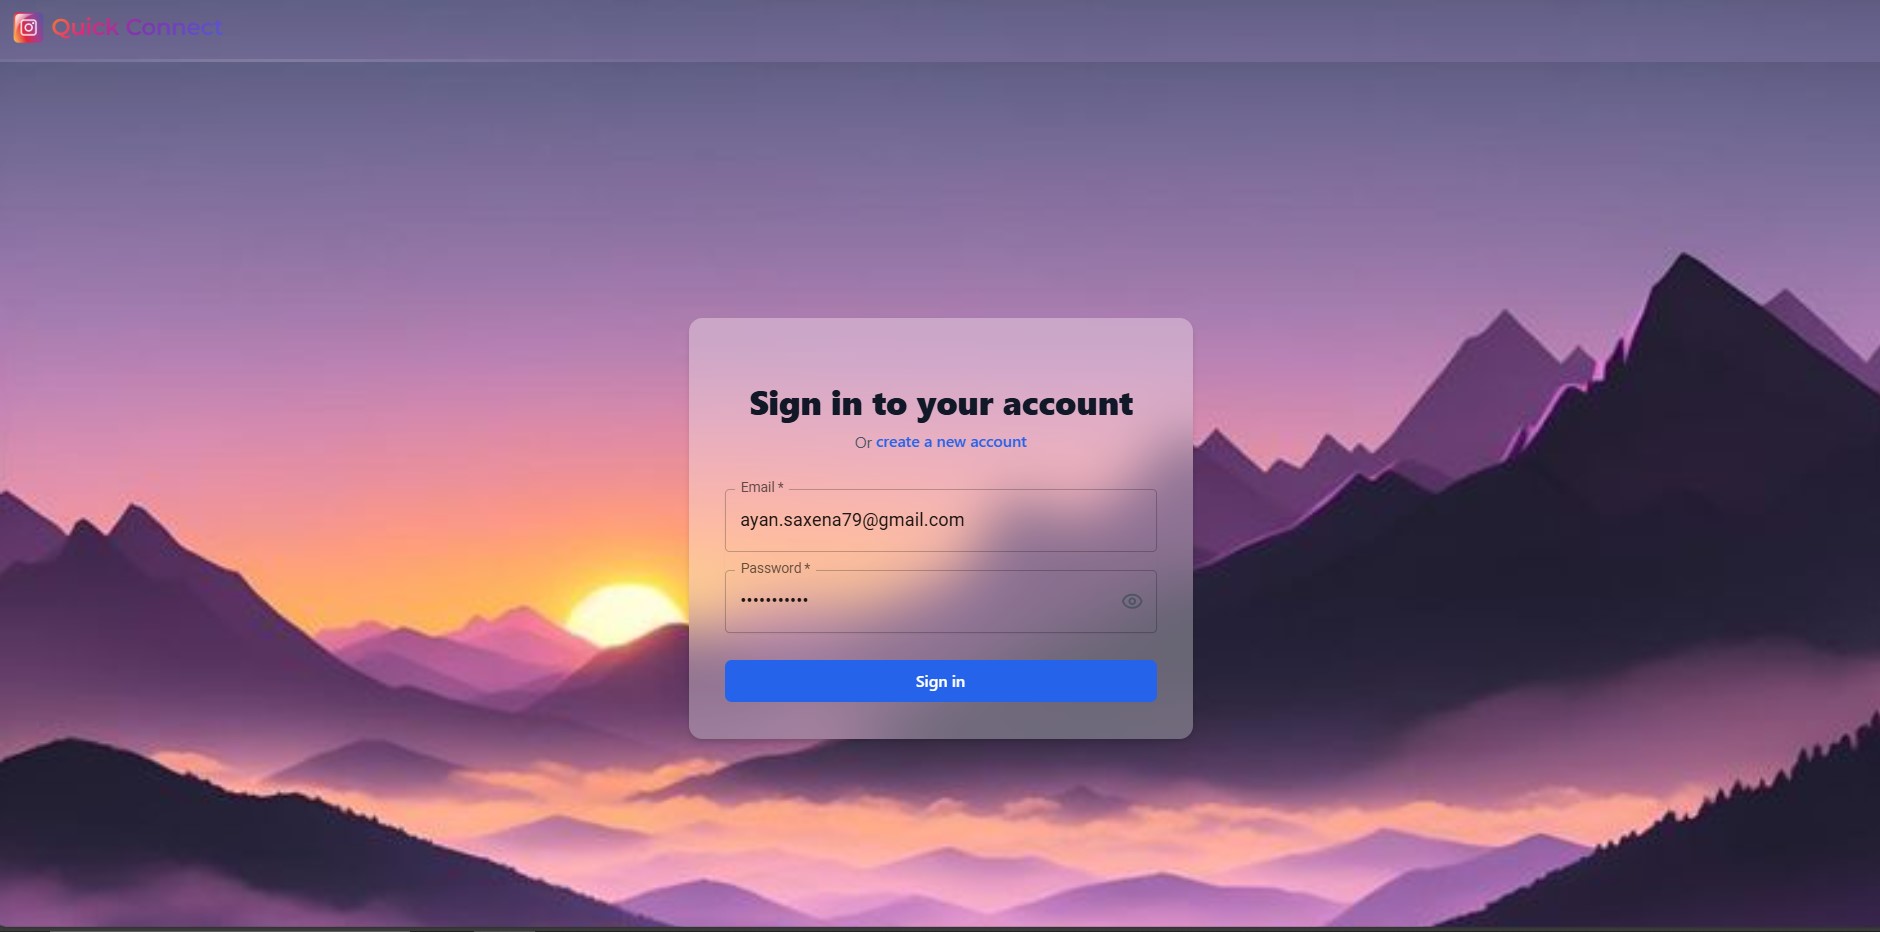 Quick Connect
Sign in to your account
Or create a new account
Email *
ayan.saxena79@gmail.com
Password *
•••••••••••
Sign in